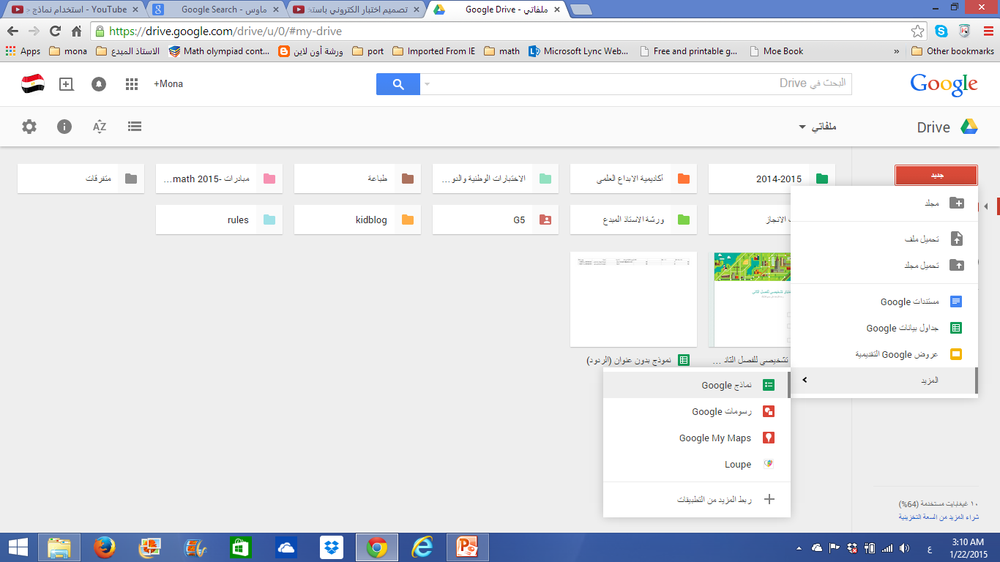 استخدام نماذج - YouTube
ماوس - Google Search
تصميم اختبار الكتروني باستخ
ملفاتي - Google Drive
https://drive.google.com/drive/u/0/#my-drive
Apps
mona
الاستاذ المبدع
Math olympiad cont...
ورشة أون لاين
port
Imported From IE
math
Microsoft Lync Web...
Free and printable g...
Moe Book
»
Other bookmarks
+Mona
البحث في Drive
Google
AZ
ملفاتي
Drive
جديد
2014-2015
أكاديمية الابداع العلمى
الاختبارات الوطنية والدو...
طباعة
مبادرات -math 2015...
متفرقات
الانجاز
ورشة الاستاذ المبدع
G5
kidblog
rules
مجلد
تحميل ملف
تحميل مجلد
مستندات Google
جداول بيانات Google
عروض Google التقديمية
المزيد
تشخيصى للفصل الثان ...
نموذج بدون عنوان (الردود)
نماذج Google
رسومات Google
Google My Maps
Loupe
ربط المزيد من التطبيقات
١٠ غيغابايت مستخدمة (64%)
شراء المزيد من السعة التخزينية
ع
3:10 AM
1/22/2015